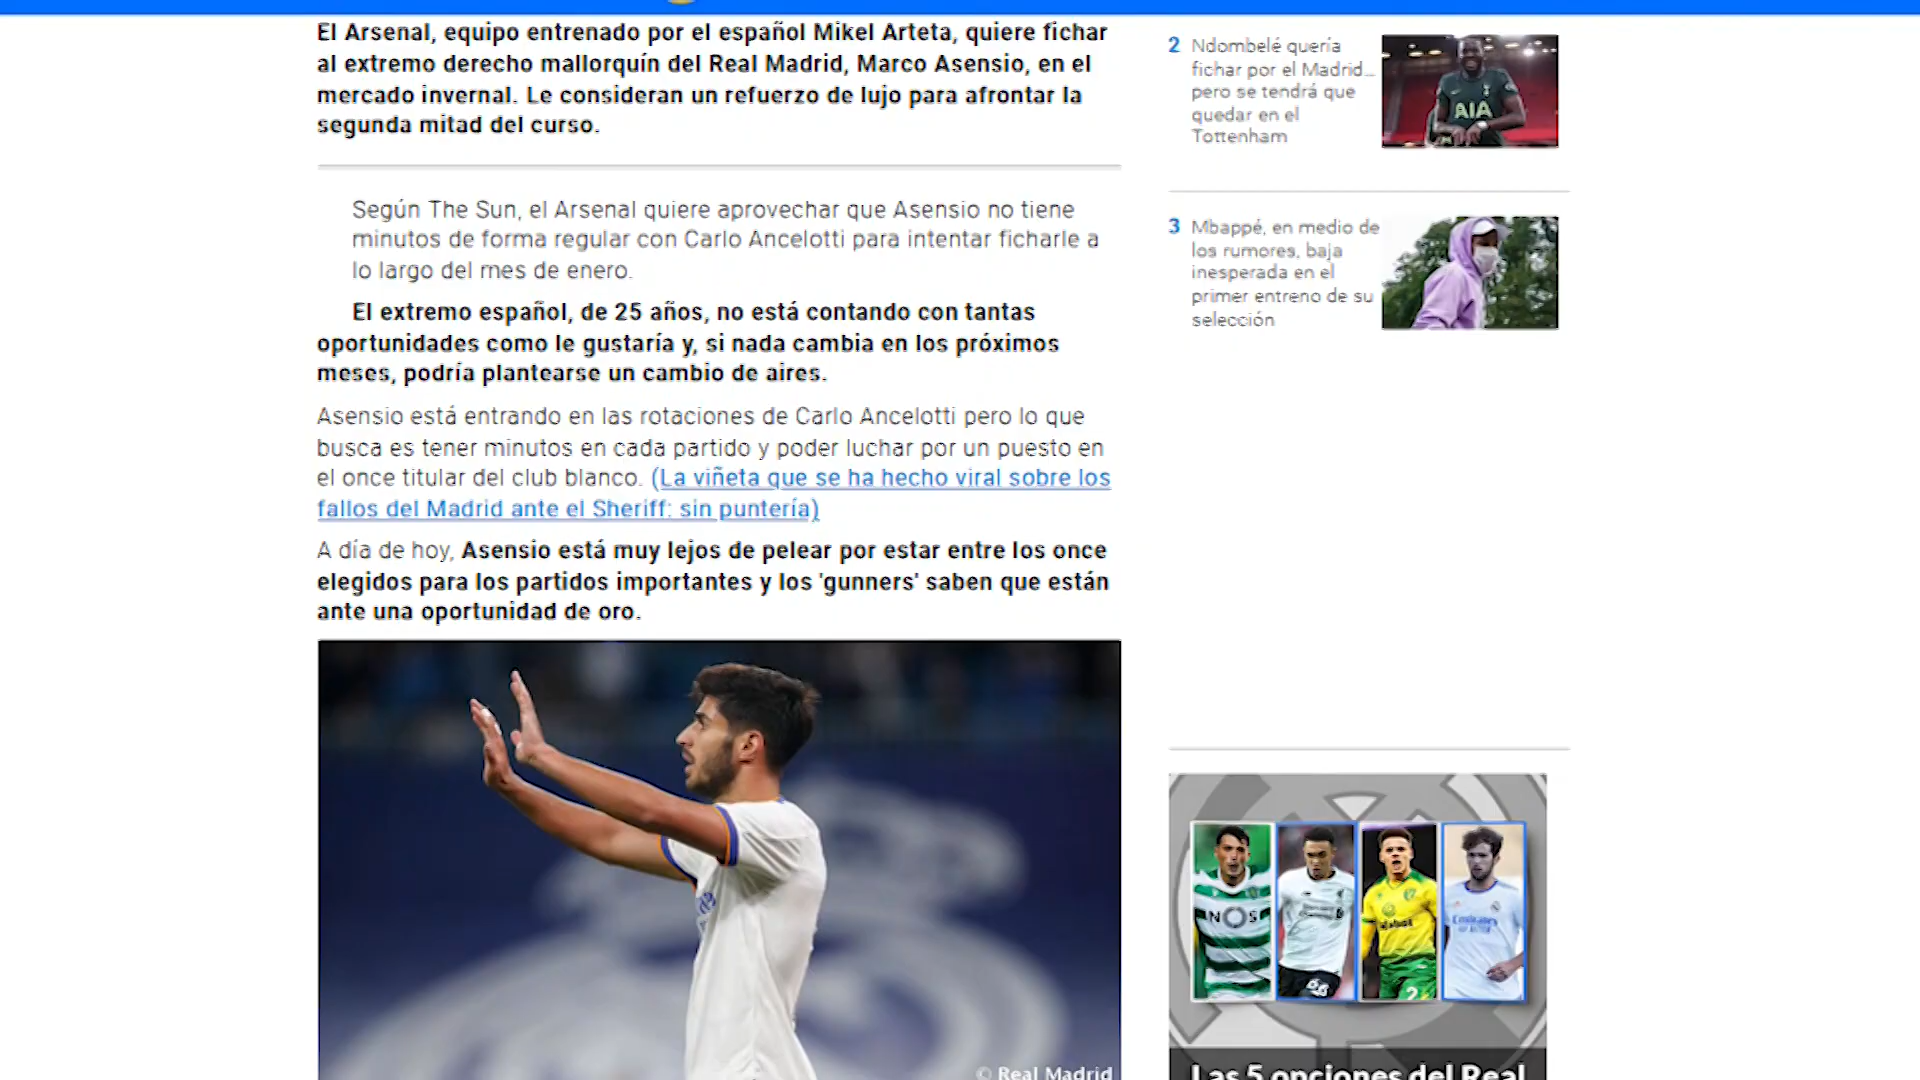 El Arsenal, equipo entrenado por el español Mikel Arteta, quiere fichar
al extremo derecho mallorquín del Real Madrid, Marco Asensio, en el
mercado invernal. Le consideran un refuerzo de lujo para afrontar la
segunda mitad del curso.
Según The Sun, el Arsenal quiere aprovechar que Asensio no tiene
minutos de forma regular con Carlo Ancelotti para intentar ficharle a
lo largo del mes de enero.
El extremo español, de 25 años, no está contando con tantas
oportunidades como le gustaría y, si nada cambia en los próximos
meses, podría plantearse un cambio de aires.
Asensio está entrando en las rotaciones de Carlo Ancelotti pero lo que
busca es tener minutos en cada partido y poder luchar por un puesto en
el once titular del club blanco. (La viñeta que se ha hecho viral sobre los
fallos del Madrid ante el Sheriff: sin puntería)
A día de hoy, Asensio está muy lejos de pelear por estar entre los once
elegidos para los partidos importantes y los 'gunners' saben que están
ante una oportunidad de oro.
© Real Madrid
2 Ndombelé quería
fichar por el Madrid...
pero se tendrá que
quedar en el
Tottenham
AIA
3 Mbappé, en medio de
los rumores, baja
inesperada en el
primer entreno de su
selección
NOS
66
2
Emirates
Las 5 opciones del Real